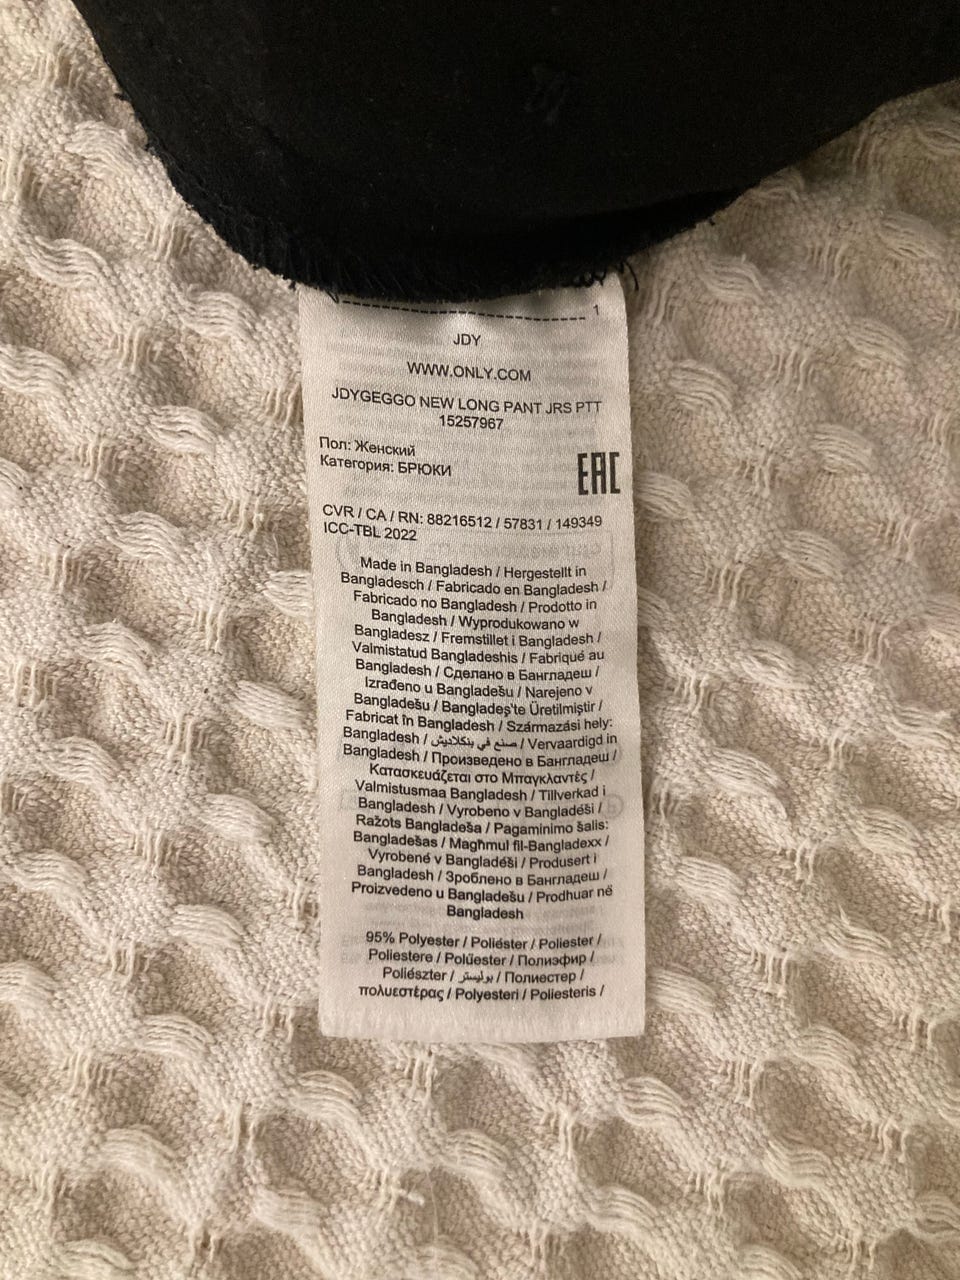 1
JDY
WWW.ONLY.COM
JDYGEGGO NEW LONG PANT JRS PTT
15257967
Пол: Женский
Категория: БРЮКИ
EAC
CVR / CA / RN: 88216512 / 57831 / 149349
ICC-TBL 2022
Made in Bangladesh / Hergestellt in
Bangladesch / Fabricado en Bangladesh /
Fabricado no Bangladesh / Prodotto in
Bangladesh / Wyprodukowano w
Bangladesz / Fremstillet i Bangladesh /
Valmistatud Bangladeshis / Fabriqué au
Bangladesh / Сделано в Бангладеш /
Izrađeno u Bangladešu / Narejeno v
Bangladešu / Bangladeş'te Üretilmiştir /
Fabricat în Bangladesh / Származási hely:
Bangladesh / صنع في بنكلاديش / Vervaardigd in
Bangladesh / Произведено в Бангладеш /
Κατασκευάζεται στο Μπαγκλαντές /
Valmistusmaa Bangladesh / Tillverkad i
Bangladesh / Vyrobeno v Bangladéši /
Ražots Bangladeša / Pagaminimo šalis:
Bangladešas / Magħmul fil-Bangladexx /
Vyrobené v Bangladéši / Produsert i
Bangladesh / Зроблено в Бангладеш /
Proizvedeno u Bangladešu / Prodhuar në
Bangladesh
95% Polyester / Poliéster / Poliester /
Poliestere / Polüester / Полиэфир /
Poliészter / بوليستر / Полиестер /
πολυεστέρας / Polyesteri / Poliesteris /